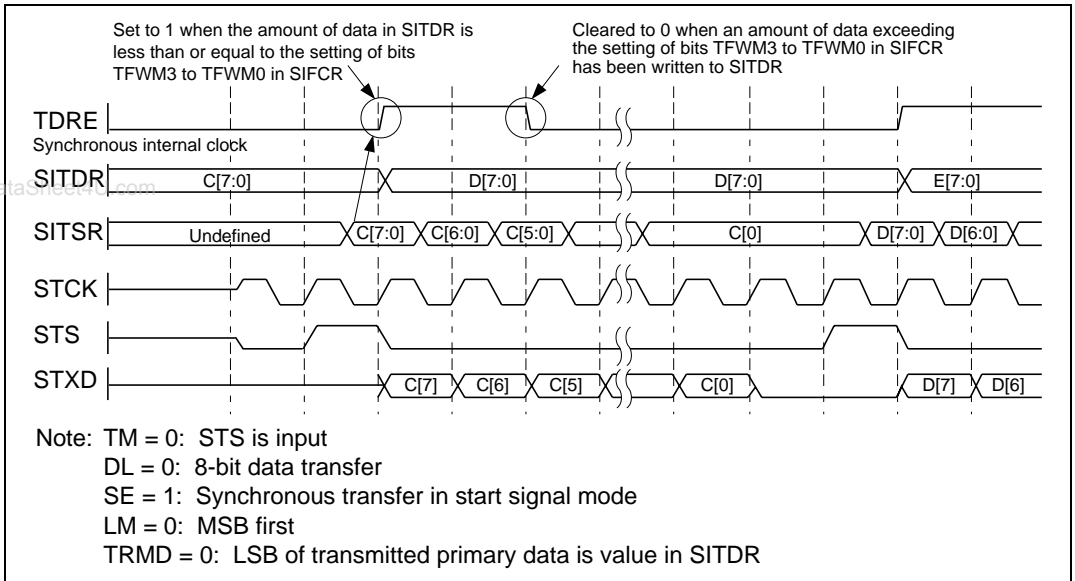 Set to 1 when the amount of data in SITDR is
less than or equal to the setting of bits
TFWM3 to TFWM0 in SIFCR
Cleared to 0 when an amount of data exceeding
the setting of bits TFWM3 to TFWM0 in SIFCR
has been written to SITDR
TDRE
Synchronous internal clock
SITDR C[7:0] D[7:0] D[7:0] E[7:0]
SITSR Undefined C[7:0] C[6:0] C[5:0] C[0] D[7:0] D[6:0]
STCK
STS
STXD C[7] C[6] C[5] C[0] D[7] D[6]
Note: TM = 0: STS is input
DL = 0: 8-bit data transfer
SE = 1: Synchronous transfer in start signal mode
LM = 0: MSB first
TRMD = 0: LSB of transmitted primary data is value in SITDR